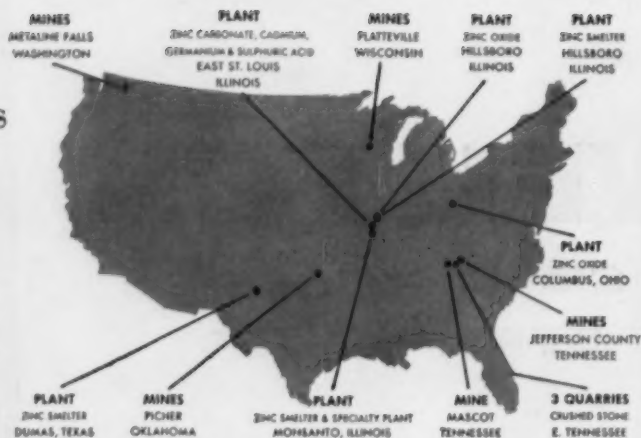 MINES
METALINE FALLS
WASHINGTON
PLANT
ZINC CARBONATE, CADMIUM,
GERMANIUM & SULPHURIC ACID
EAST ST. LOUIS
ILLINOIS
MINES
PLATTEVILLE
WISCONSIN
PLANT
ZINC OXIDE
HILLSBORO
ILLINOIS
PLANT
ZINC SMELTER
HILLSBORO
ILLINOIS
S
PLANT
ZINC OXIDE
COLUMBUS, OHIO
MINES
JEFFERSON COUNTY
TENNESSEE
PLANT
ZINC SMELTER
DUMAS, TEXAS
MINES
PICHER
OKLAHOMA
PLANT
ZINC SMELTER & SPECIALTY PLANT
MONSANTO, ILLINOIS
MINE
MASCOT
TENNESSEE
3 QUARRIES
CRUSHED STONE
E. TENNESSEE